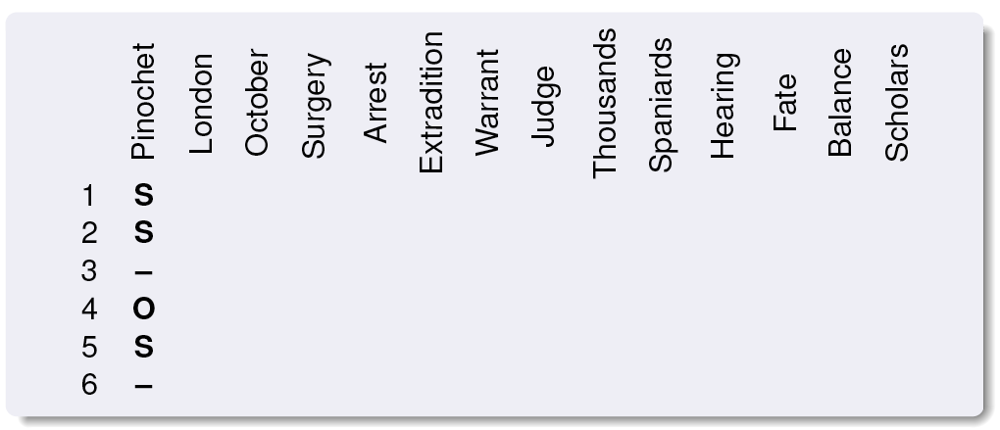 Pinochet London October Surgery Arrest Extradition Warrant Judge Thousands Spaniards Hearing Fate Balance Scholars
1 S
2 S
3 –
4 O
5 S
6 –